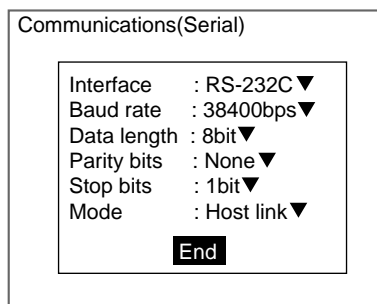 Communications(Serial)
Interface : RS-232C▼
Baud rate : 38400bps▼
Data length : 8bit▼
Parity bits : None▼
Stop bits : 1bit▼
Mode : Host link▼
End